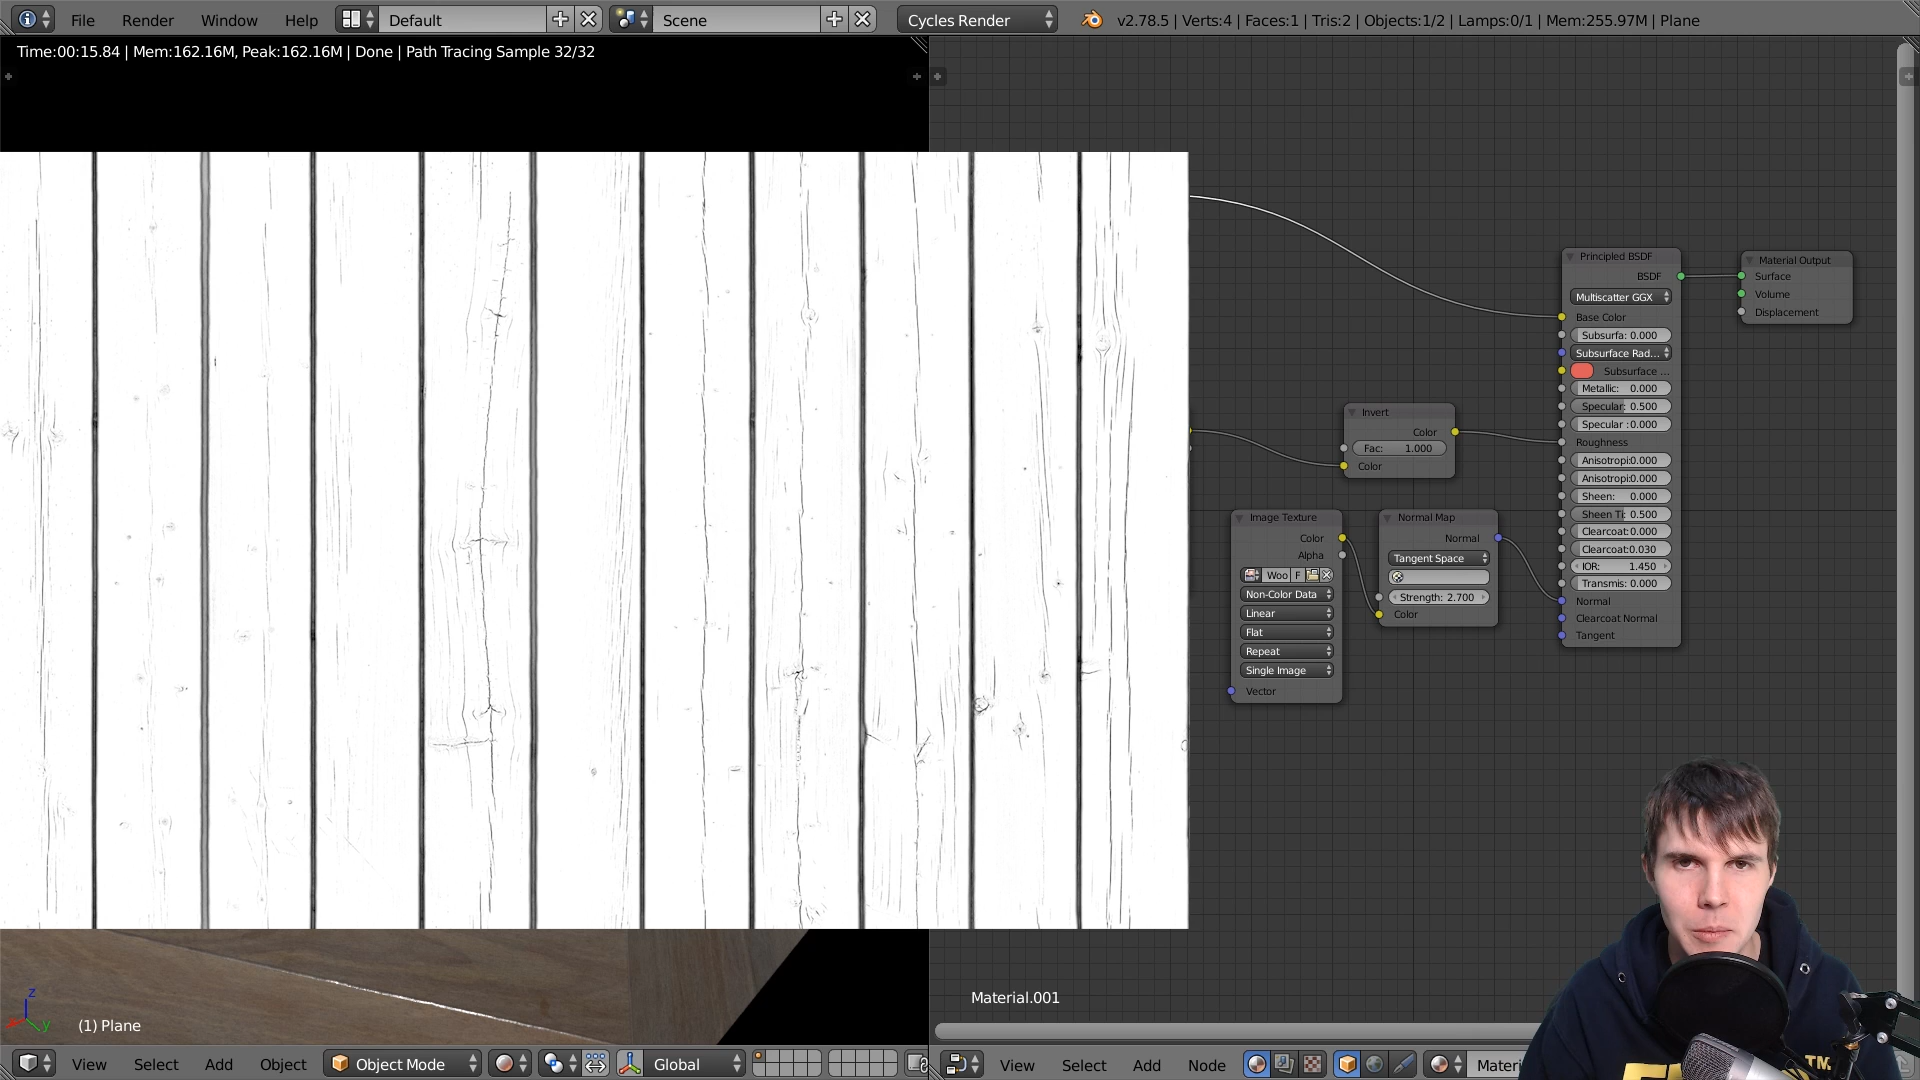 File Render Window Help Default Scene Cycles Render v2.78.5 | Verts:4 | Faces:1 | Tris:2 | Objects:1/2 | Lamps:0/1 | Mem:255.97M | Plane
Time:00:15.84 | Mem:162.16M, Peak:162.16M | Done | Path Tracing Sample 32/32
Principled BSDF
BSDF
Multiscatter GGX
Base Color
Subsurfa: 0.000
Subsurface Rad...
Subsurface ...
Metallic: 0.000
Specular: 0.500
Specular :0.000
Roughness
Anisotropi:0.000
Anisotropi:0.000
Sheen: 0.000
Sheen Ti: 0.500
Clearcoat:0.000
Clearcoat:0.030
IOR: 1.450
Transmis: 0.000
Normal
Clearcoat Normal
Tangent
Material Output
Surface
Volume
Displacement
Invert
Color
Fac: 1.000
Color
Image Texture
Color
Alpha
Woo F
Non-Color Data
Linear
Flat
Repeat
Single Image
Vector
Normal Map
Normal
Tangent Space
Strength: 2.700
Color
Material.001
z
y
(1) Plane
View Select Add Object Object Mode Global
View Select Add Node Materi
TM